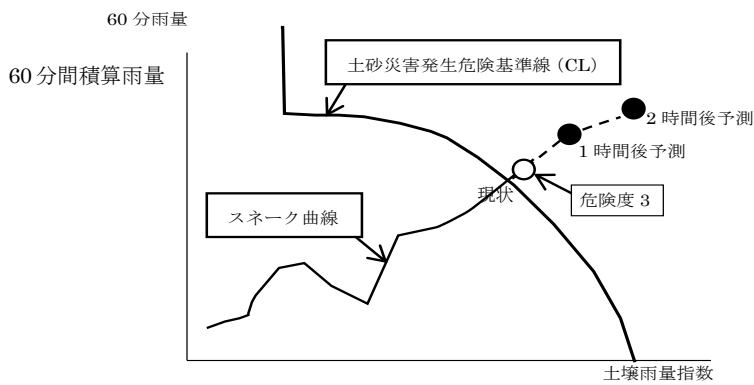 60 分雨量
60 分間積算雨量
土砂災害発生危険基準線（CL）
2 時間後予測
1 時間後予測
現状
危険度 3
スネーク曲線
土壌雨量指数